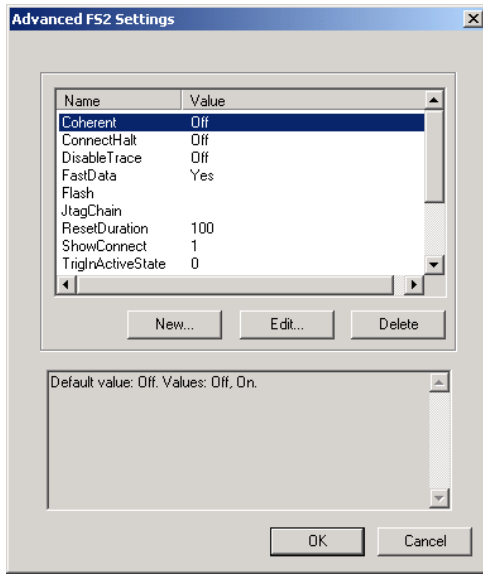 Advanced FS2 Settings
Name Value
Coherent Off
ConnectHalt Off
DisableTrace Off
FastData Yes
Flash
JtagChain
ResetDuration 100
ShowConnect 1
TrigInActiveState 0
New... Edit... Delete
Default value: Off. Values: Off, On.
OK Cancel